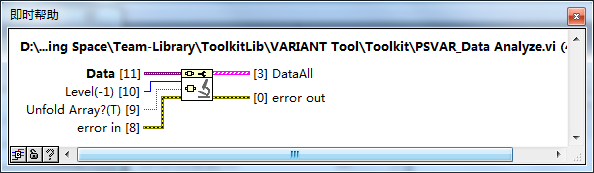 即时帮助
D:\...ing Space\Team-Library\ToolkitLib\VARIANT Tool\Toolkit\PSVAR_Data Analyze.vi
Data [11]
Level(-1) [10]
Unfold Array?(T) [9]
error in [8]
[3] DataAll
[0] error out